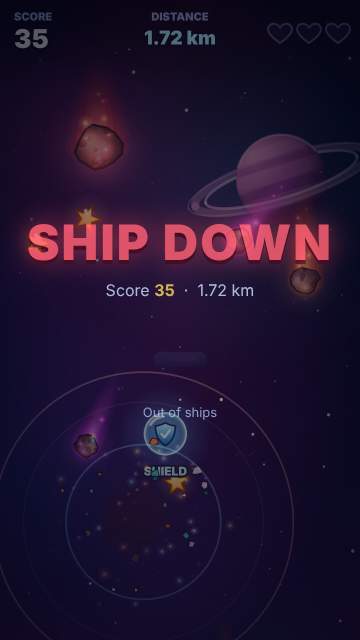 SCORE
35
DISTANCE
1.72 km
SHIP DOWN
Score 35 · 1.72 km
Out of ships
SHIELD